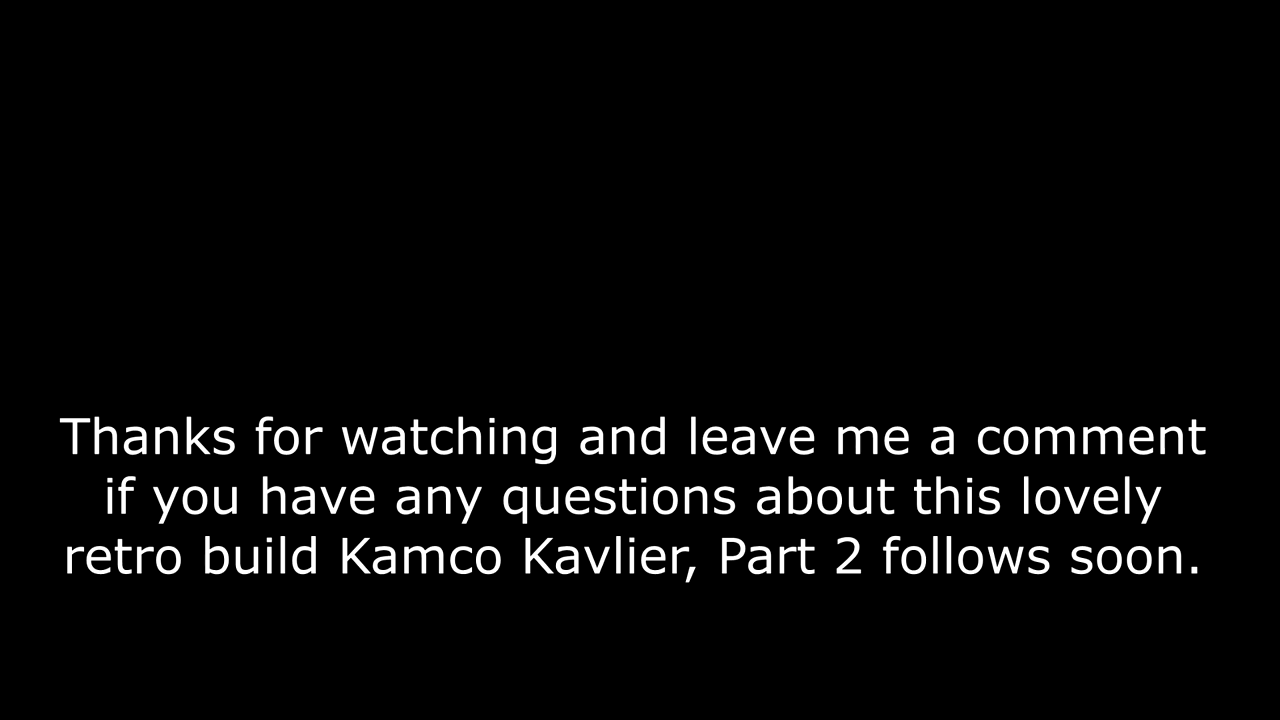 Thanks for watching and leave me a comment
if you have any questions about this lovely
retro build Kamco Kavlier, Part 2 follows soon.